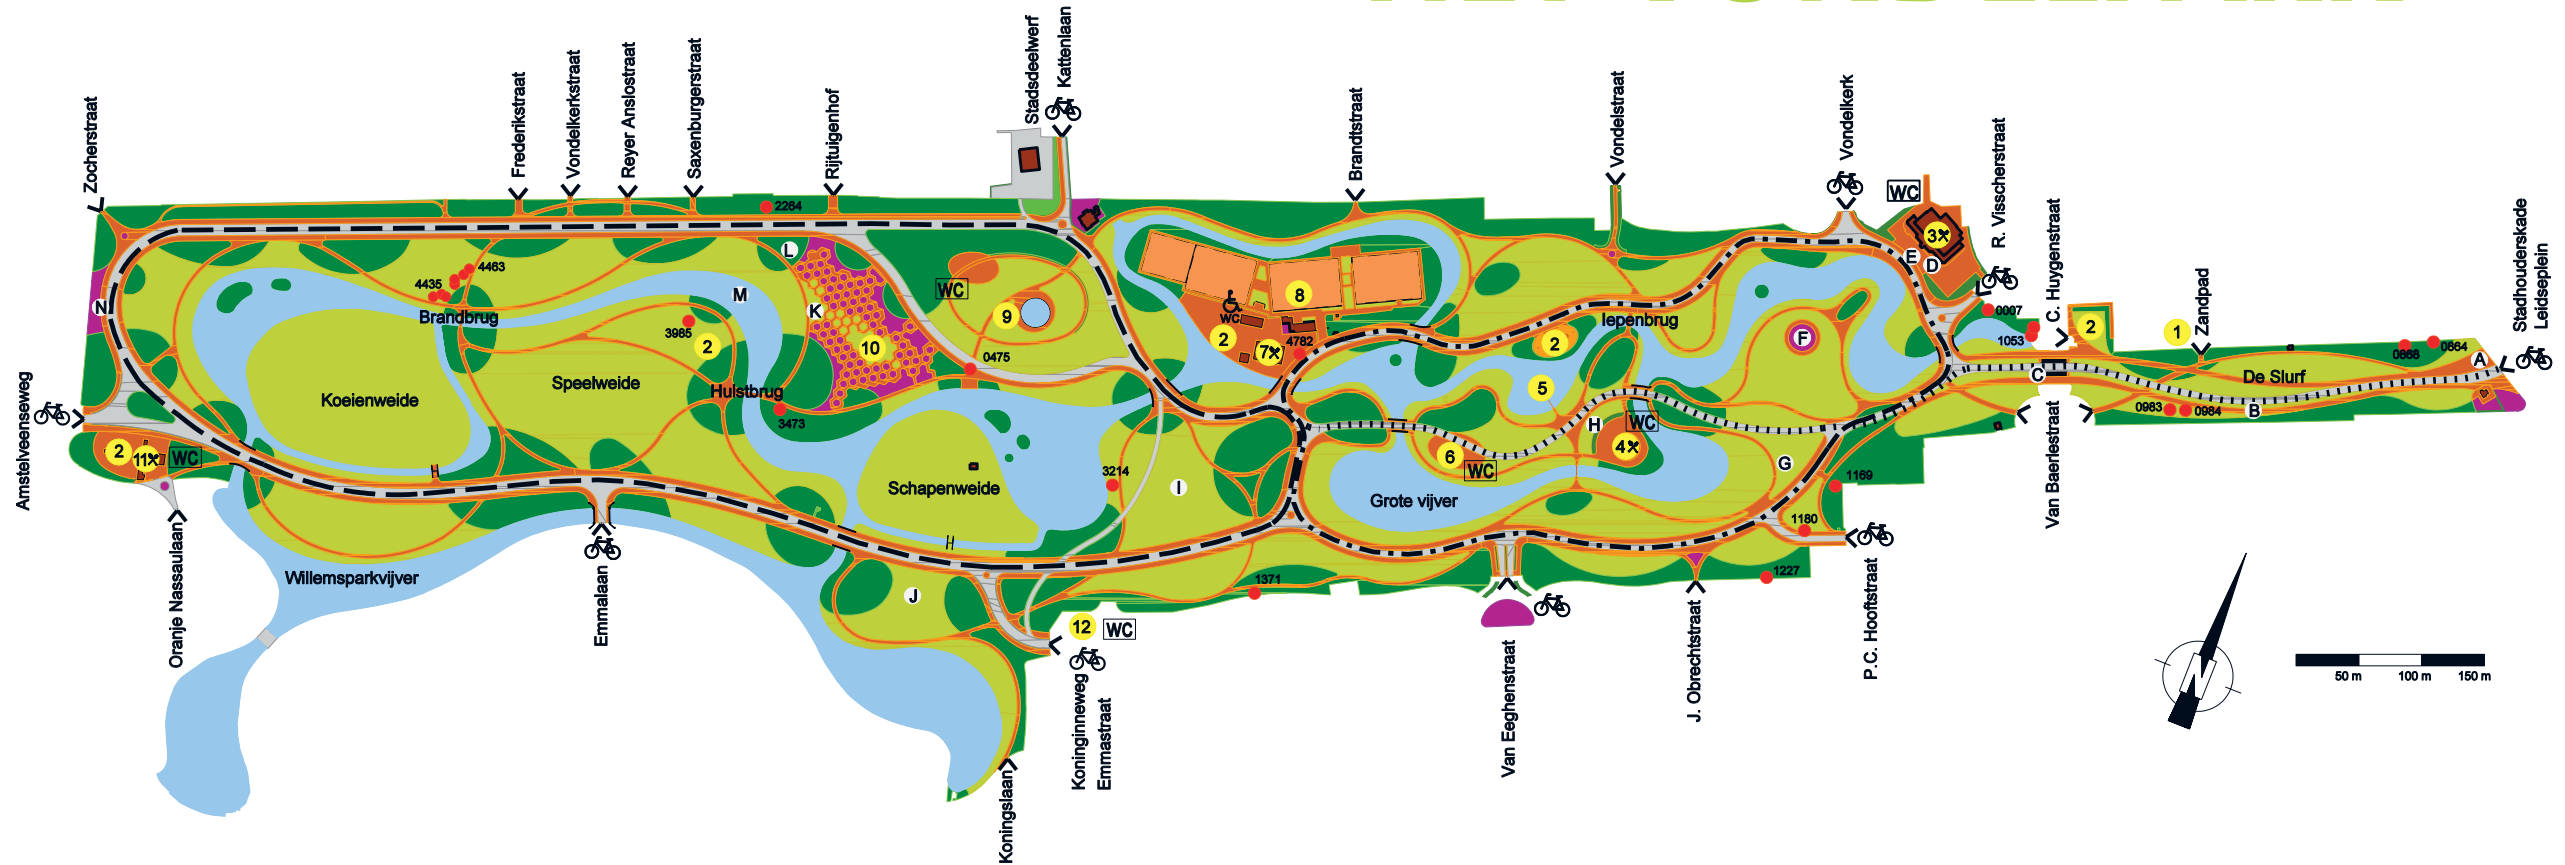 Zocherstraat
Frederikstraat
Vondelkerkstraat
Reyer Anslostraat
Saxenburgerstraat
Rijtuigenhof
Stadsdeelwerf
Kattenlaan
Brandtstraat
Vondelstraat
Vondelkerk
WC
R. Visscherstraat
C. Huygenstraat
Zandpad
Stadhouderskade
Leidseplein
2264
4463
4435
Brandbrug
3985
2
M
L
K
10
N
Koeienweide
Speelweide
Hulstbrug
3473
WC
9
0475
8
WC
2
7
4782
Iepenbrug
2
5
F
E
D
3
0007
1053
2
1
C
0868
0864
A
De Slurf
B
0983
0984
Amstelveenseweg
2
11
WC
Oranje Nassaulaan
Willemsparkvijver
Emmalaan
Schapenweide
3214
I
J
12
WC
Koninginneweg
Emmastraat
Koningslaan
1371
6
WC
H
WC
4
Grote vijver
G
1169
1180
1227
Van Eeghenstraat
J. Obrechtstraat
P.C. Hooftstraat
Van Baerlestraat
50 m
100 m
150 m